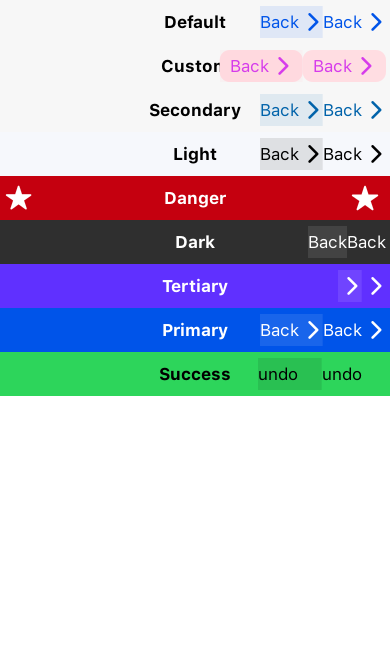 Default Back Back
Custom Back Back
Secondary Back Back
Light Back Back
Danger
Dark Back Back
Tertiary
Primary Back Back
Success undo undo